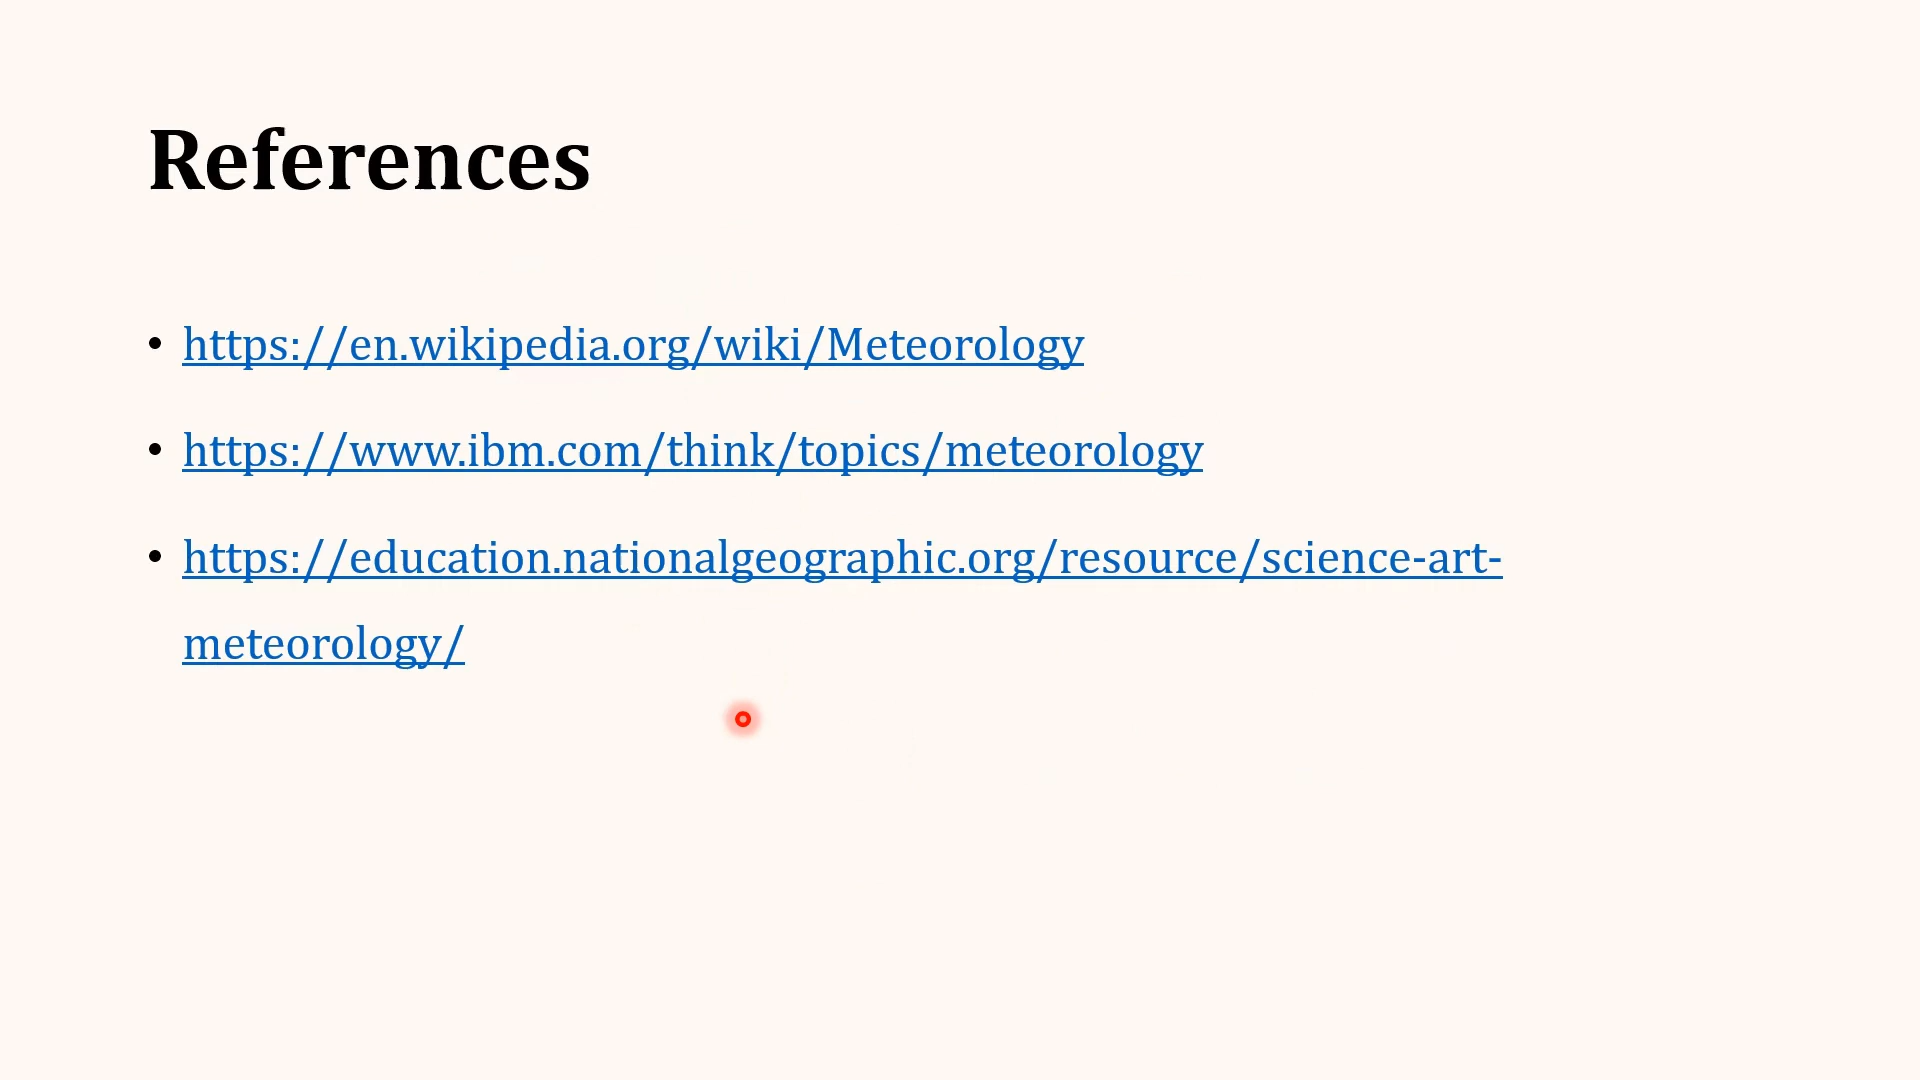 References
• https://en.wikipedia.org/wiki/Meteorology
• https://www.ibm.com/think/topics/meteorology
• https://education.nationalgeographic.org/resource/science-art-
meteorology/